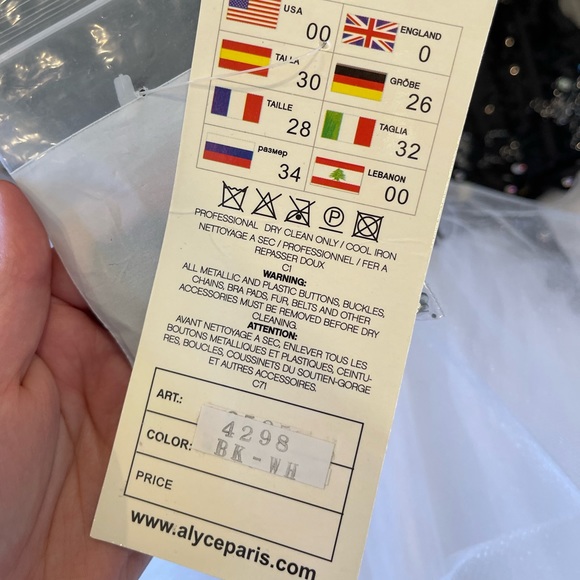 USA 00 ENGLAND 0
TALLA 30 GRÖBE 26
TAILLE 28 TAGLIA 32
размер 34 LEBANON 00
P
PROFESSIONAL DRY CLEAN ONLY / COOL IRON
NETTOYAGE A SEC / PROFESSIONNEL / FER A
REPASSER DOUX
C1
WARNING:
ALL METALLIC AND PLASTIC BUTTONS, BUCKLES,
CHAINS, BRA PADS, FUR, BELTS AND OTHER
ACCESSORIES MUST BE REMOVED BEFORE DRY
CLEANING.
ATTENTION:
AVANT NETTOYAGE A SEC, ENLEVER TOUS LES
BOUTONS METALLIQUES ET PLASTIQUES, CEINTU-
RES, BOUCLES, COUSSINETS DU SOUTIEN-GORGE
ET AUTRES ACCESSOIRES.
C71
ART.:
4298
COLOR: BK-WH
PRICE
www.alyceparis.com